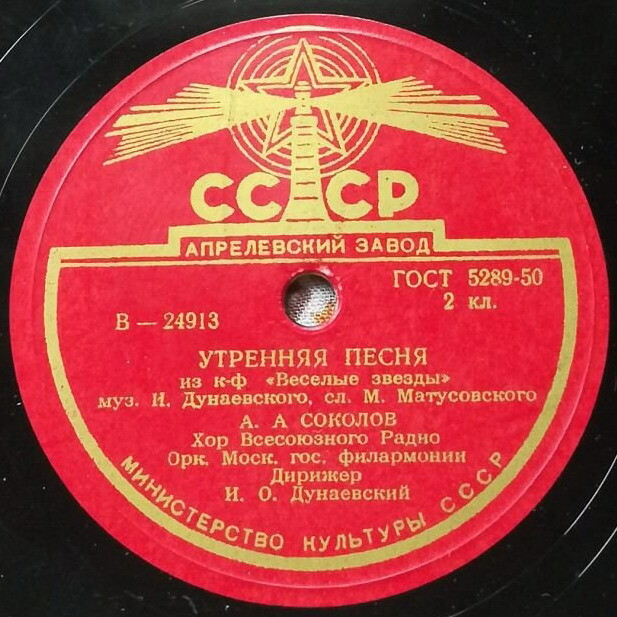 СССР
АПРЕЛЕВСКИЙ ЗАВОД
ГОСТ 5289-50
2 кл.
В — 24913
УТРЕННЯЯ ПЕСНЯ
из к-ф «Веселые звезды»
муз. И. Дунаевского, сл. М. Матусовского
А. А СОКОЛОВ
Хор Всесоюзного Радио
Орк. Моск. гос. филармонии
Дирижер
И. О. Дунаевский
МИНИСТЕРСТВО КУЛЬТУРЫ СССР